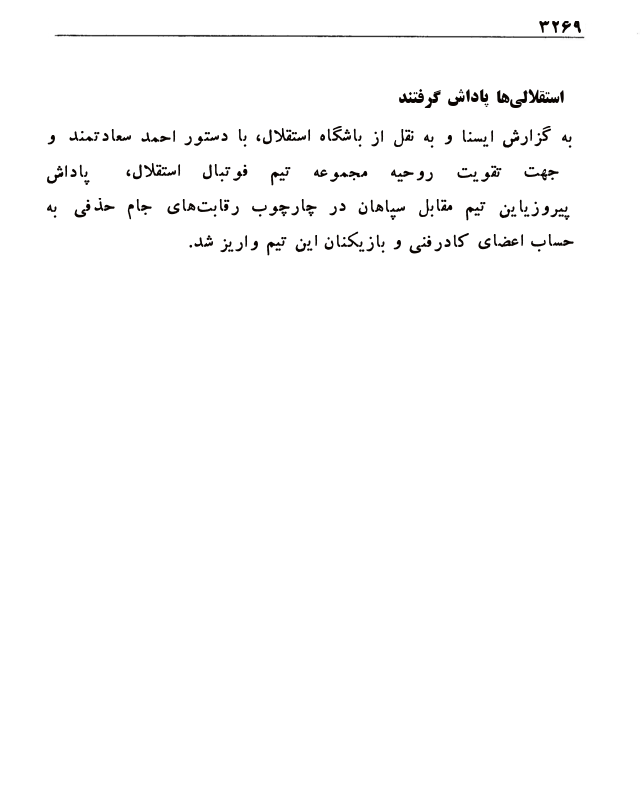 ۳۲۶۹
استقلالی‌ها پاداش گرفتند
به گزارش ایسنا و به نقل از باشگاه استقلال، با دستور احمد سعادتمند و
جهت تقویت روحیه مجموعه تیم فوتبال استقلال، پاداش
پیروزیاین تیم مقابل سپاهان در چارچوب رقابت‌های جام حذفی به
حساب اعضای کادرفنی و بازیکنان این تیم واریز شد.